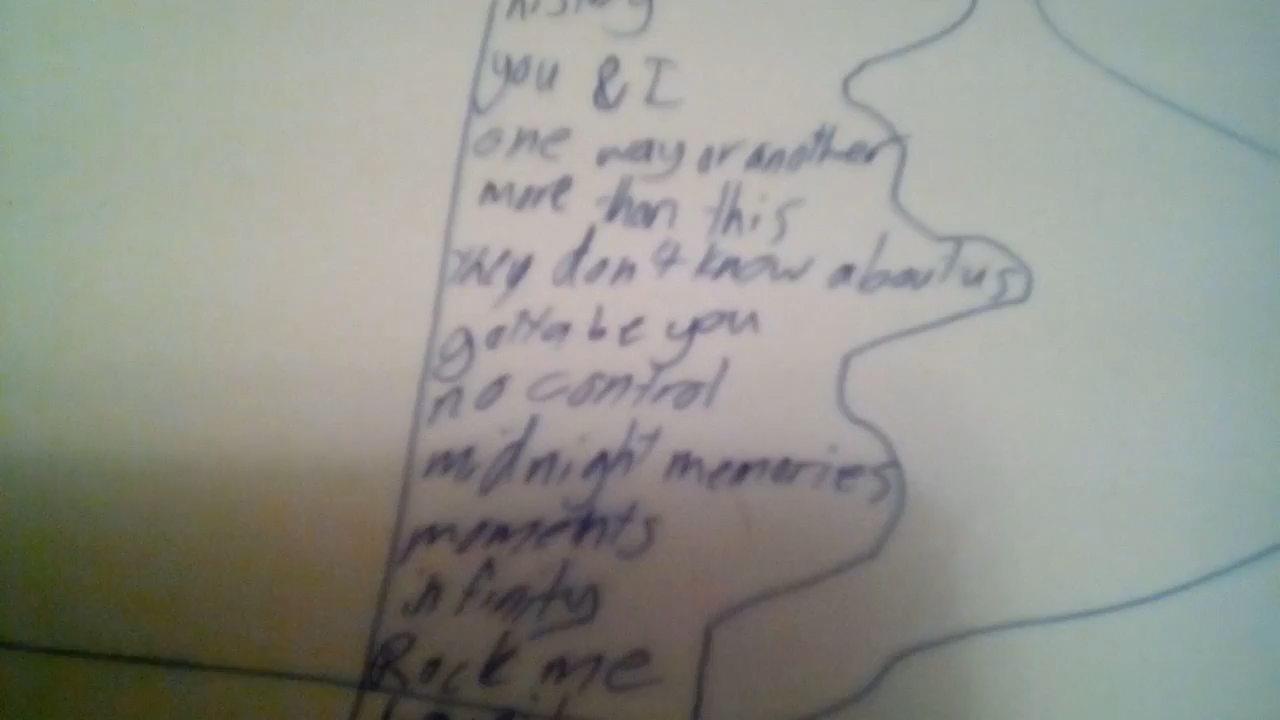 history
you & I
one way or another
more than this
They don't know about us
gotta be you
no control
midnight memories
moments
infinity
Rock me